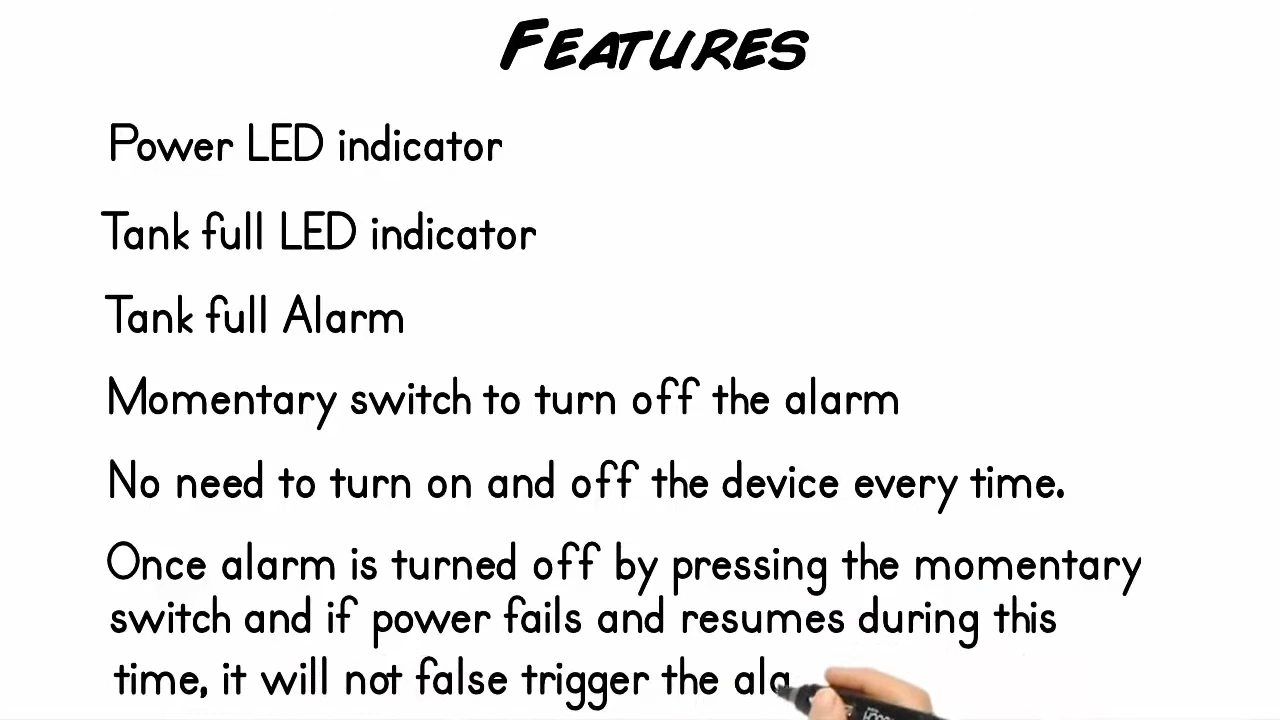 FEATURES
Power LED indicator
Tank full LED indicator
Tank full Alarm
Momentary switch to turn off the alarm
No need to turn on and off the device every time.
Once alarm is turned off by pressing the momentary
switch and if power fails and resumes during this
time, it will not false trigger the ala